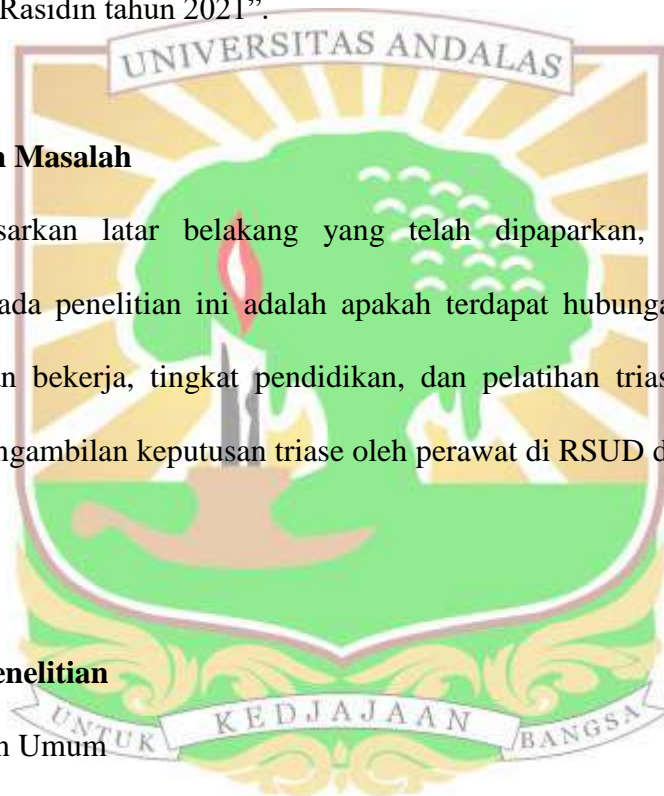 Rasidin tahun 2021”.
UNIVERSITAS ANDALAS
n Masalah
sarkan latar belakang yang telah dipaparkan,
ada penelitian ini adalah apakah terdapat hubunga
an bekerja, tingkat pendidikan, dan pelatihan trias
ngambilan keputusan triase oleh perawat di RSUD d
enelitian
UNTUK KEDJAJAAN BANGSA
n Umum